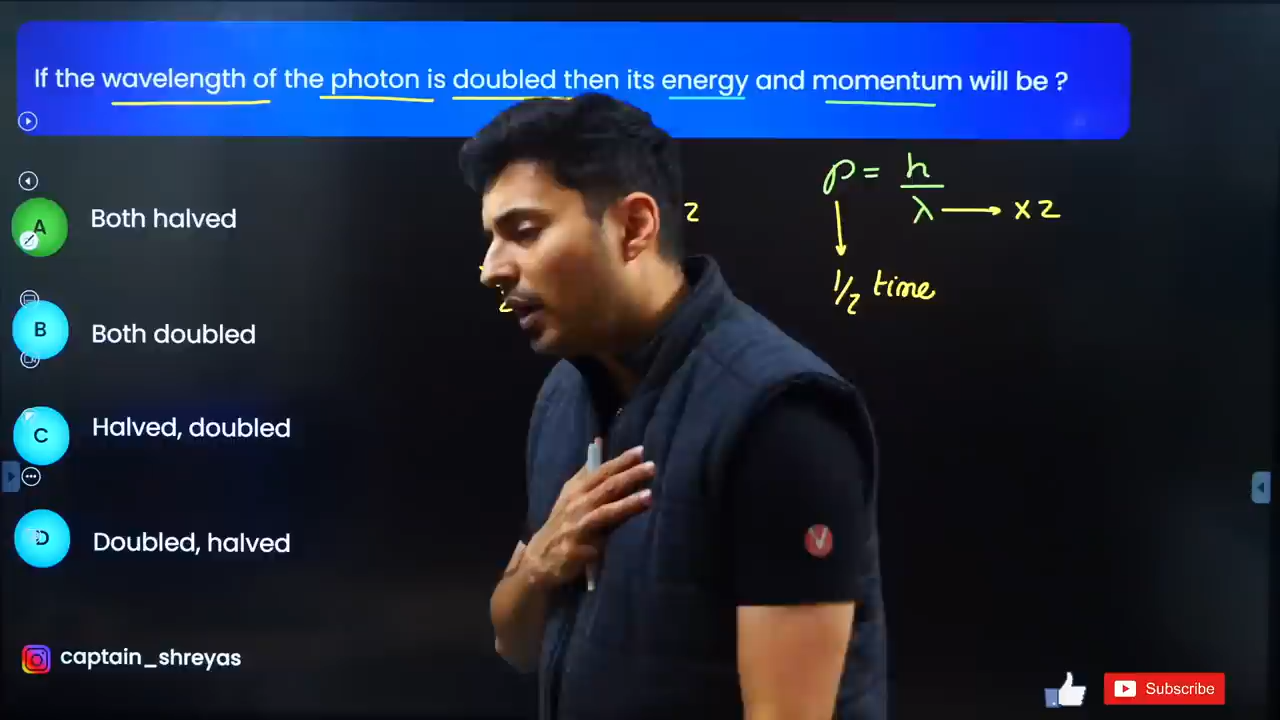 If the wavelength of the photon is doubled then its energy and momentum will be ?
A Both halved
B Both doubled
C Halved, doubled
D Doubled, halved
2
p = h
λ → x 2
1/2 time
captain_shreyas
Subscribe